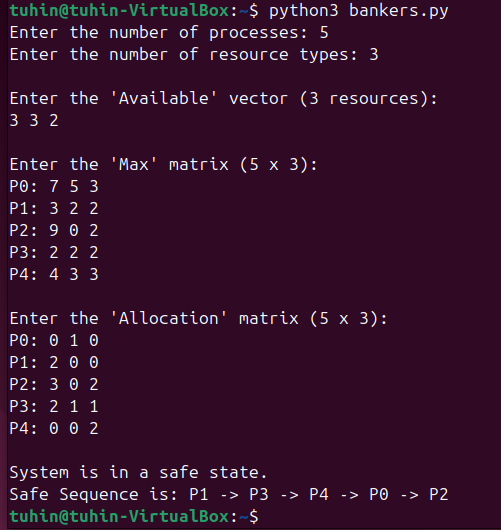 tuhin@tuhin-VirtualBox:~$ python3 bankers.py
Enter the number of processes: 5
Enter the number of resource types: 3
Enter the 'Available' vector (3 resources):
3 3 2
Enter the 'Max' matrix (5 x 3):
P0: 7 5 3
P1: 3 2 2
P2: 9 0 2
P3: 2 2 2
P4: 4 3 3
Enter the 'Allocation' matrix (5 x 3):
P0: 0 1 0
P1: 2 0 0
P2: 3 0 2
P3: 2 1 1
P4: 0 0 2
System is in a safe state.
Safe Sequence is: P1 -> P3 -> P4 -> P0 -> P2
tuhin@tuhin-VirtualBox:~$